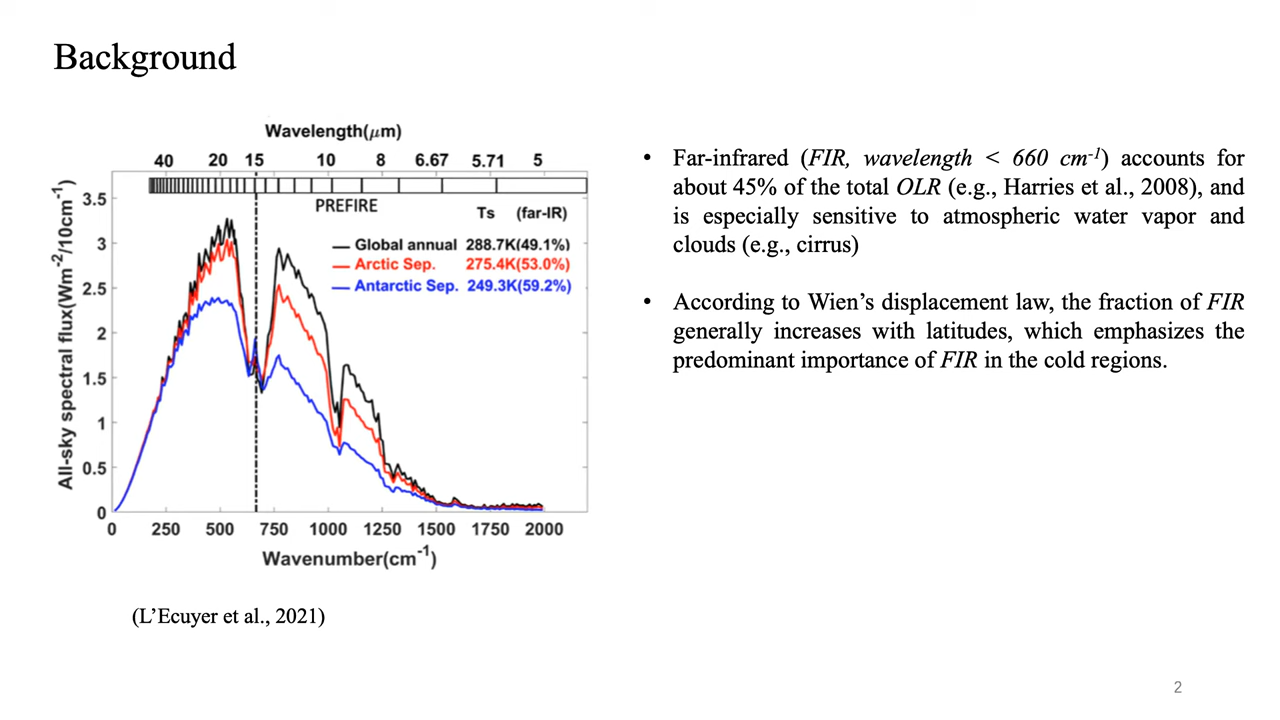 Background
Wavelength(μm)
40 20 15 10 8 6.67 5.71 5
PREFIRE
Ts (far-IR)
Global annual 288.7K(49.1%)
Arctic Sep. 275.4K(53.0%)
Antarctic Sep. 249.3K(59.2%)
All-sky spectral flux(Wm⁻²/10cm⁻¹)
3.5
3
2.5
2
1.5
1
0.5
0
0 250 500 750 1000 1250 1500 1750 2000
Wavenumber(cm⁻¹)
(L’Ecuyer et al., 2021)
• Far-infrared (FIR, wavelength < 660 cm⁻¹) accounts for
about 45% of the total OLR (e.g., Harries et al., 2008), and
is especially sensitive to atmospheric water vapor and
clouds (e.g., cirrus)
• According to Wien’s displacement law, the fraction of FIR
generally increases with latitudes, which emphasizes the
predominant importance of FIR in the cold regions.
2